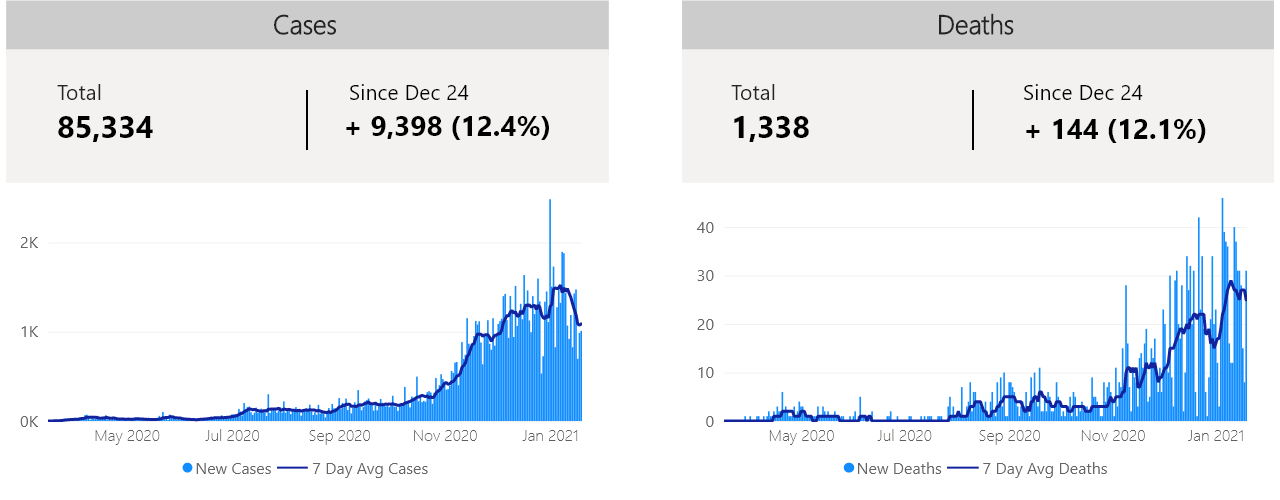 Cases
Total
85,334
Since Dec 24
+ 9,398 (12.4%)
2K
1K
0K
May 2020 Jul 2020 Sep 2020 Nov 2020 Jan 2021
New Cases 7 Day Avg Cases
Deaths
Total
1,338
Since Dec 24
+ 144 (12.1%)
40
30
20
10
0
May 2020 Jul 2020 Sep 2020 Nov 2020 Jan 2021
New Deaths 7 Day Avg Deaths